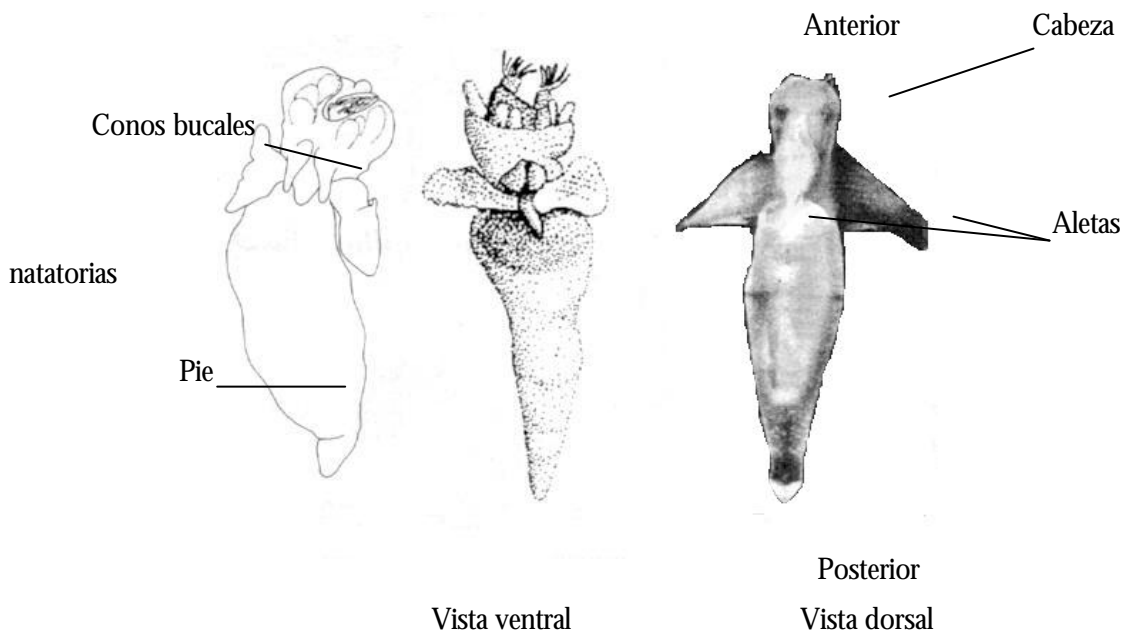 Anterior
Cabeza
Conos bucales
Aletas
natatorias
Pie
Posterior
Vista ventral
Vista dorsal